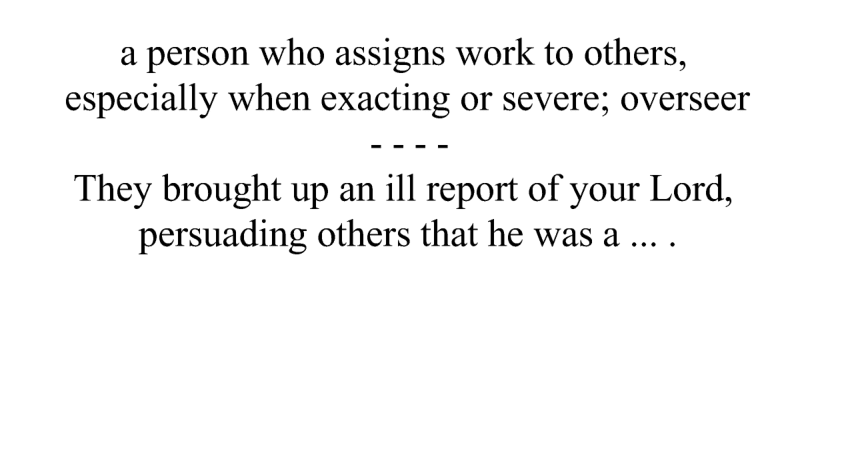 a person who assigns work to others,
especially when exacting or severe; overseer
- - - -
They brought up an ill report of your Lord,
persuading others that he was a ... .